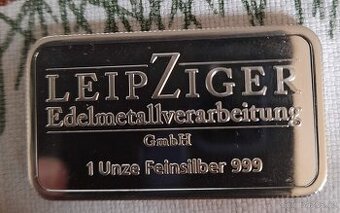 LEIPZIGER
Edelmetallverarbeitung
GmbH
1 Unze Feinsilber 999